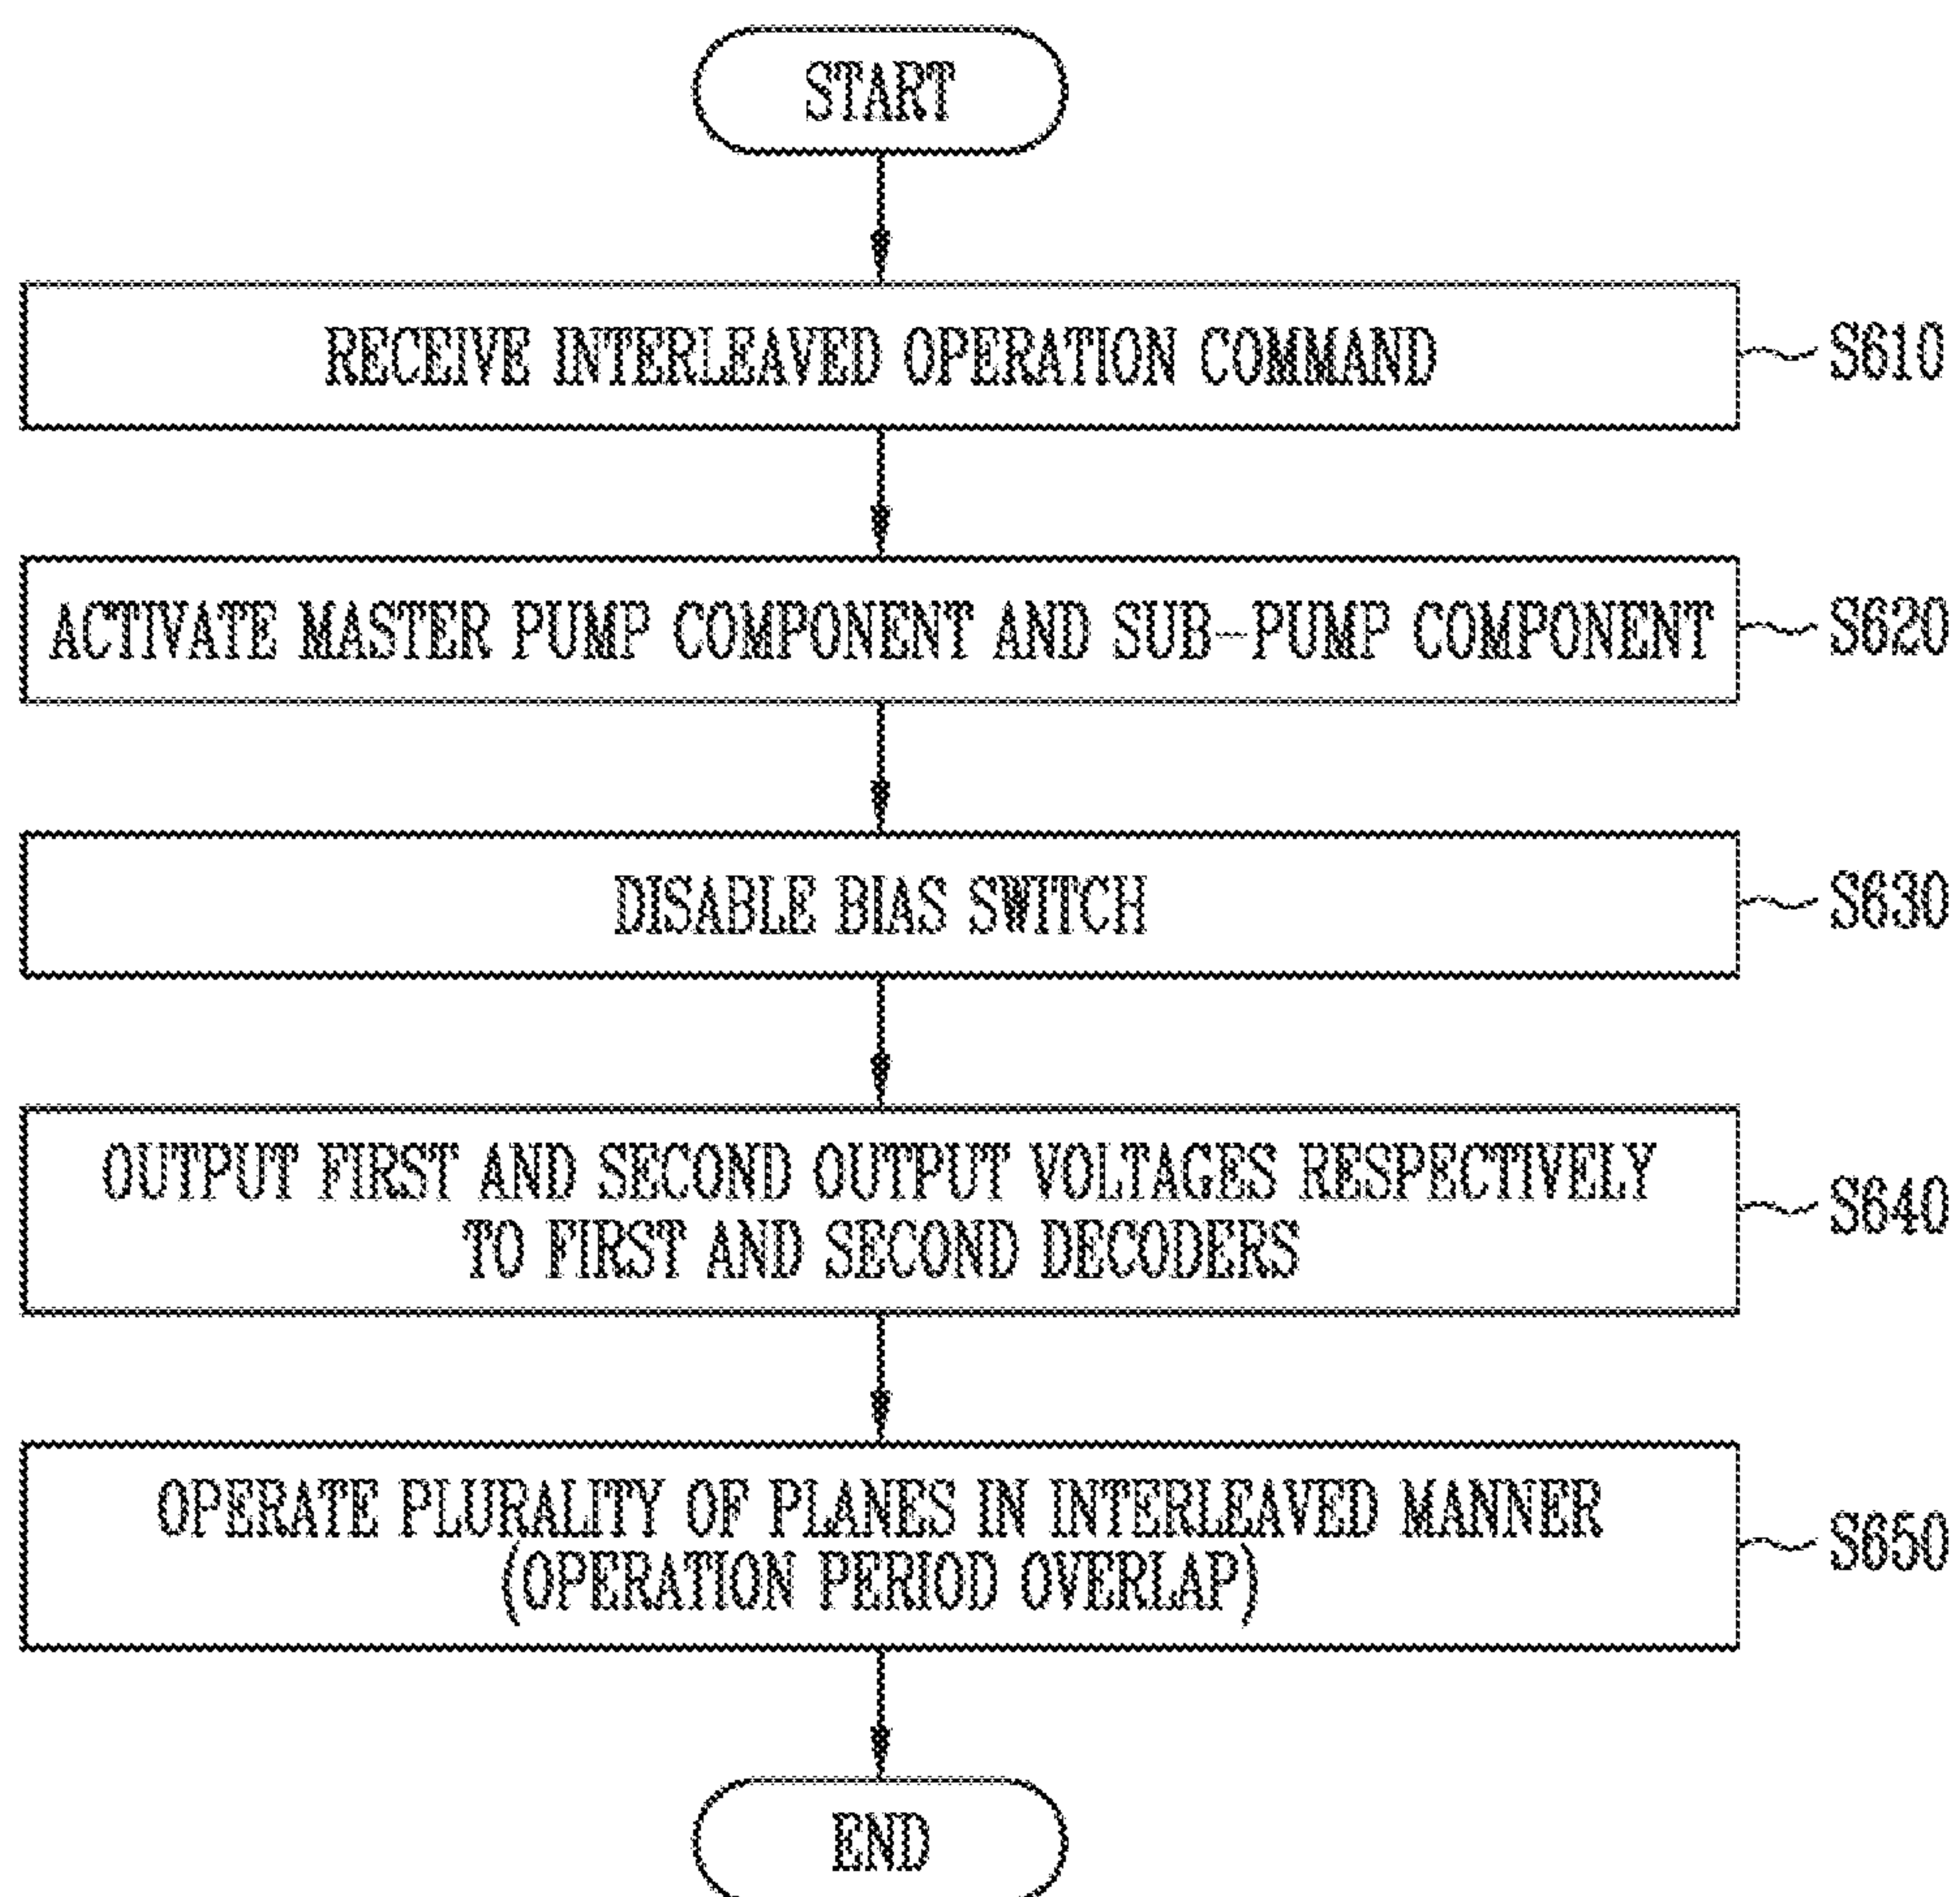 START
RECEIVE INTERLEAVED OPERATION COMMAND
S610
ACTIVATE MASTER PUMP COMPONENT AND SUB-PUMP COMPONENT
S620
DISABLE BIAS SWITCH
S630
OUTPUT FIRST AND SECOND OUTPUT VOLTAGES RESPECTIVELY
TO FIRST AND SECOND DECODERS
S640
OPERATE PLURALITY OF PLANES IN INTERLEAVED MANNER
(OPERATION PERIOD OVERLAP)
S650
END